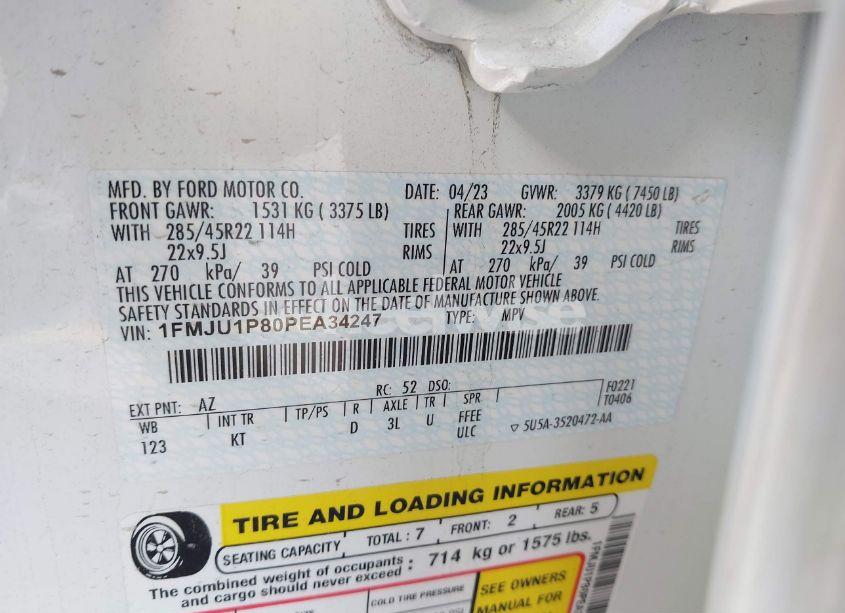 MFD. BY FORD MOTOR CO. DATE: 04/23 GVWR: 3379 KG ( 7450 LB)
FRONT GAWR: 1531 KG ( 3375 LB) REAR GAWR: 2005 KG ( 4420 LB)
WITH 285/45R22 114H TIRES WITH 285/45R22 114H TIRES
22x9.5J RIMS 22x9.5J RIMS
AT 270 kPa/ 39 PSI COLD AT 270 kPa/ 39 PSI COLD
THIS VEHICLE CONFORMS TO ALL APPLICABLE FEDERAL MOTOR VEHICLE
SAFETY STANDARDS IN EFFECT ON THE DATE OF MANUFACTURE SHOWN ABOVE.
VIN: 1FMJU1P80PEA34247 TYPE: MPV
EXT PNT: AZ RC: 52 DSO: F0221
T0406
WB INT TR TP/PS R AXLE TR SPR
123 KT D 3L U FFEE
ULC
5U5A-3520472-AA
TIRE AND LOADING INFORMATION
SEATING CAPACITY TOTAL : 7 FRONT: 2 REAR: 5
The combined weight of occupants
and cargo should never exceed : 714 kg or 1575 lbs.
COLD TIRE PRESSURE
SEE OWNERS
MANUAL FOR